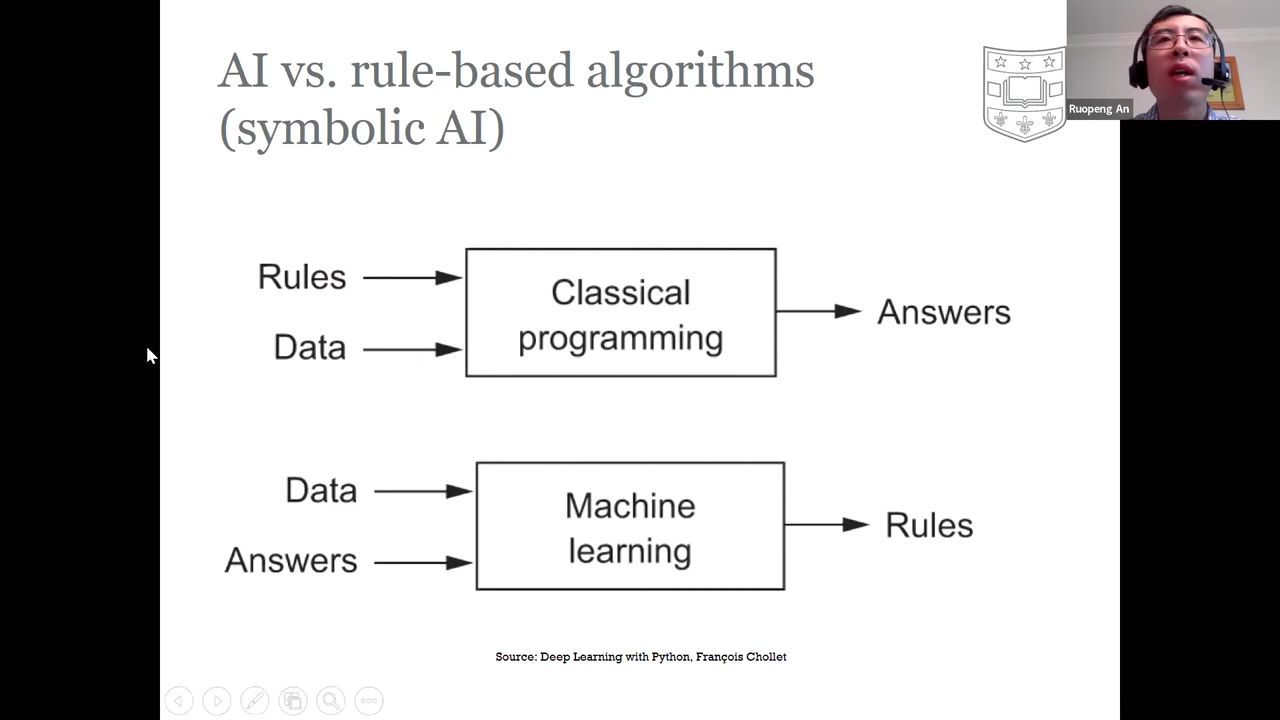 AI vs. rule-based algorithms
(symbolic AI)
Ruopeng An
Rules
Data
Classical
programming
Answers
Data
Answers
Machine
learning
Rules
Source: Deep Learning with Python, François Chollet